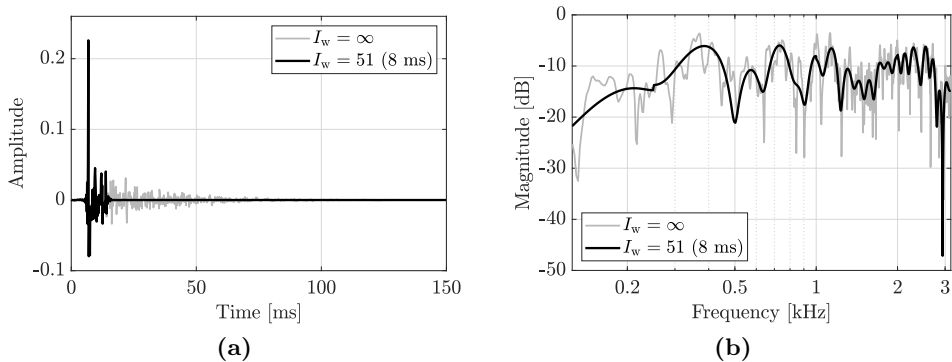 0.2
0.1
0
-0.1
Amplitude
I_w = ∞
I_w = 51 (8 ms)
0 50 100 150
Time [ms]
(a)
0
-10
-20
-30
-40
-50
Magnitude [dB]
I_w = ∞
I_w = 51 (8 ms)
0.2 0.5 1 2 3
Frequency [kHz]
(b)